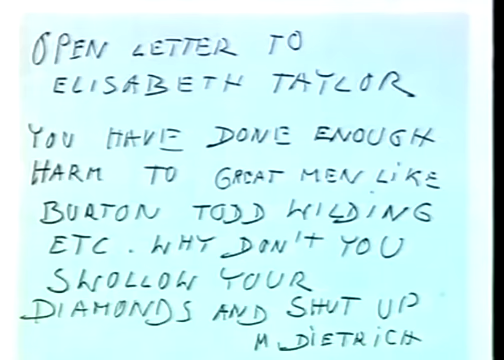 OPEN LETTER TO
ELISABETH TAYLOR
YOU HAVE DONE ENOUGH
HARM TO GREAT MEN LIKE
BURTON TODD WILDING
ETC. WHY DON't YOU
SWOLLOW YOUR
DIAMONDS AND SHUT UP
M. DIETRICH